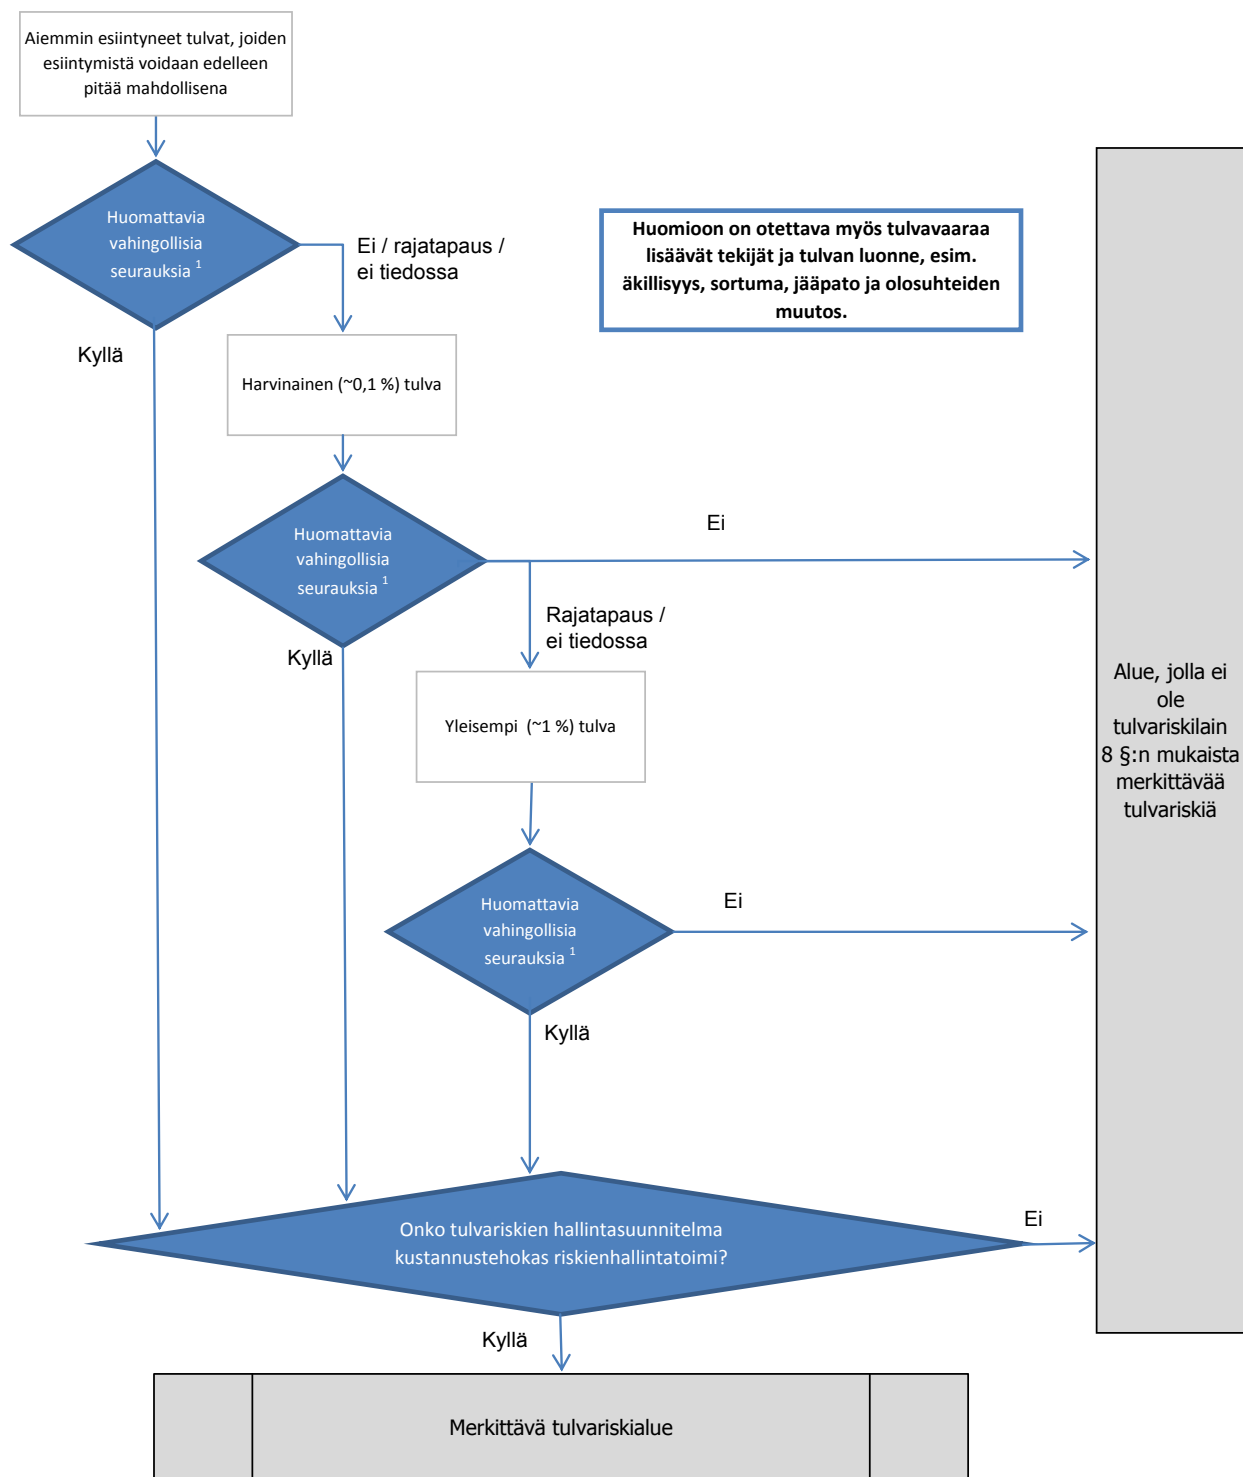 Aiemmin esiintyneet tulvat, joiden
esiintymistä voidaan edelleen
pitää mahdollisena
Huomattavia
vahingollisia
seurauksia 1
Ei / rajatapaus /
ei tiedossa
Huomioon on otettava myös tulvavaaraa
lisäävät tekijät ja tulvan luonne, esim.
äkillisyys, sortuma, jääpato ja olosuhteiden
muutos.
Kyllä
Harvinainen (~0,1 %) tulva
Huomattavia
vahingollisia
seurauksia 1
Ei
Rajatapaus /
ei tiedossa
Kyllä
Yleisempi (~1 %) tulva
Alue, jolla ei
ole
tulvariskilain
8 §:n mukaista
merkittävää
tulvariskiä
Huomattavia
vahingollisia
seurauksia 1
Ei
Kyllä
Onko tulvariskien hallintasuunnitelma
kustannustehokas riskienhallintatoimi?
Ei
Kyllä
Merkittävä tulvariskialue